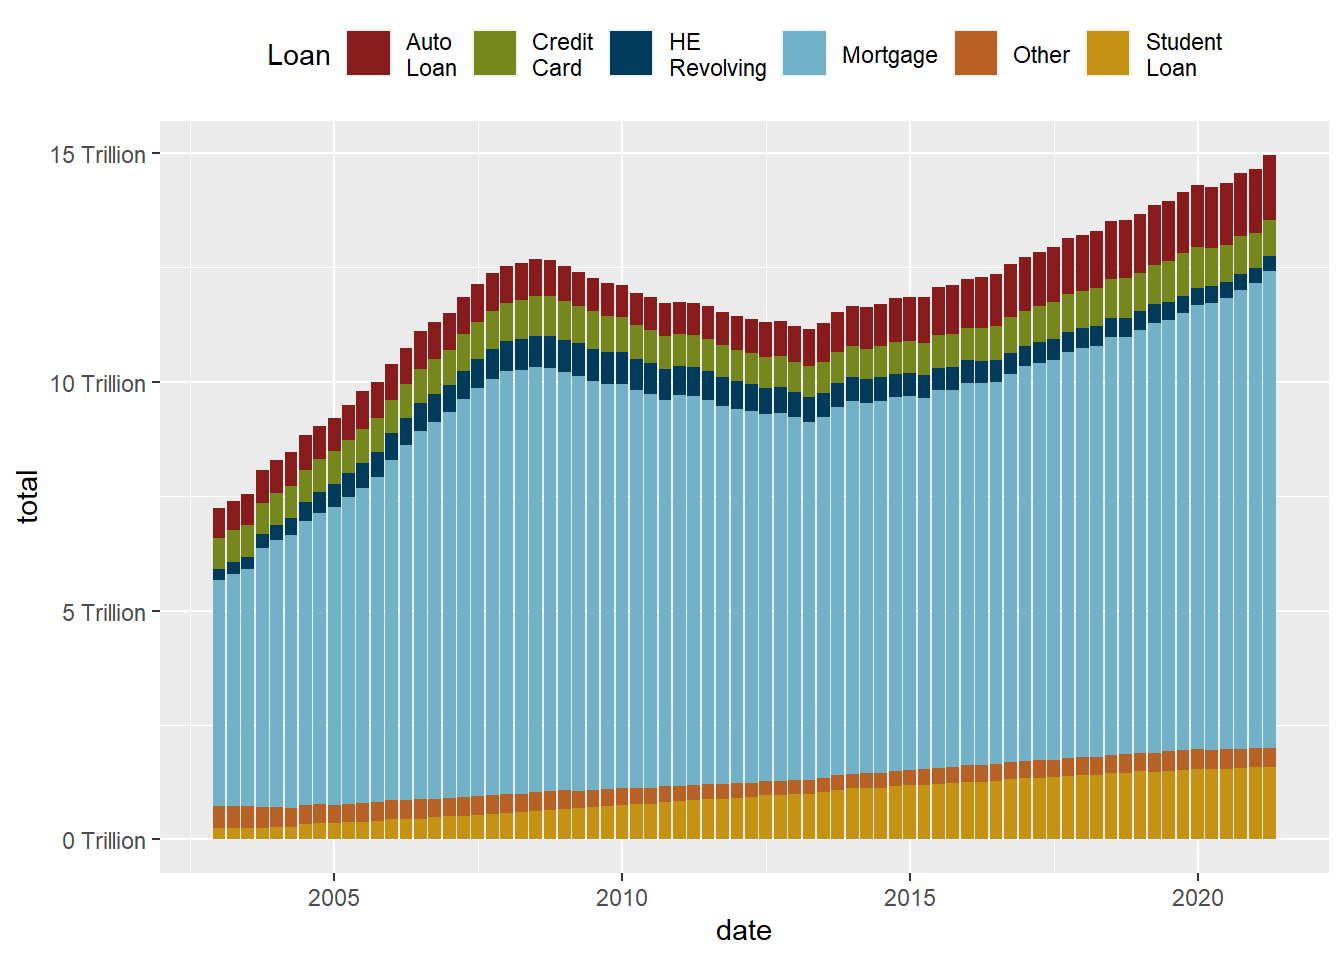 Loan
Auto
Loan
Credit
Card
HE
Revolving
Mortgage
Other
Student
Loan
15 Trillion
10 Trillion
5 Trillion
0 Trillion
total
2005
2010
2015
2020
date